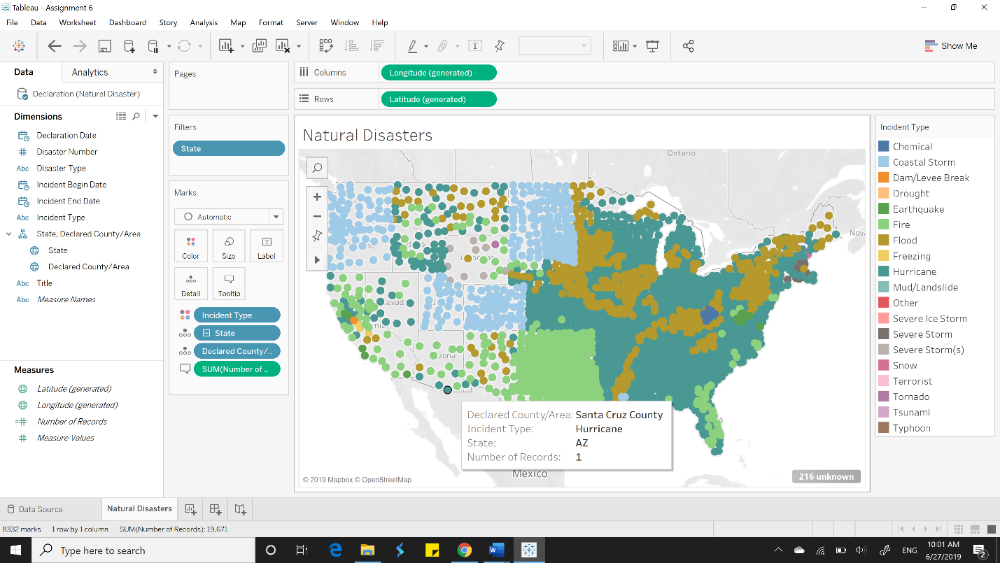 Tableau - Assignment 6
File Data Worksheet Dashboard Story Analysis Map Format Server Window Help
Show Me
Data
Analytics
Declaration (Natural Disaster)
Dimensions
Declaration Date
# Disaster Number
Abc Disaster Type
Incident Begin Date
Incident End Date
Abc Incident Type
State, Declared County/Area
State
Declared County/Area
Abc Title
Abc Measure Names
Measures
Latitude (generated)
Longitude (generated)
=# Number of Records
# Measure Values
Pages
Filters
State
Marks
Automatic
Color
Size
Label
Detail
Tooltip
Incident Type
State
Declared County/..
SUM(Number of ..
Columns
Longitude (generated)
Rows
Latitude (generated)
Natural Disasters
Ontario
Declared County/Area: Santa Cruz County
Incident Type: Hurricane
State: AZ
Number of Records: 1
Mexico
© 2019 Mapbox © OpenStreetMap
216 unknown
Incident Type
Chemical
Coastal Storm
Dam/Levee Break
Drought
Earthquake
Fire
Flood
Freezing
Hurricane
Mud/Landslide
Other
Severe Ice Storm
Severe Storm
Severe Storm(s)
Snow
Terrorist
Tornado
Tsunami
Typhoon
Data Source
Natural Disasters
8332 marks 1 row by 1 column SUM(Number of Records): 19,671
Type here to search
ENG
10:01 AM
6/27/2019
2